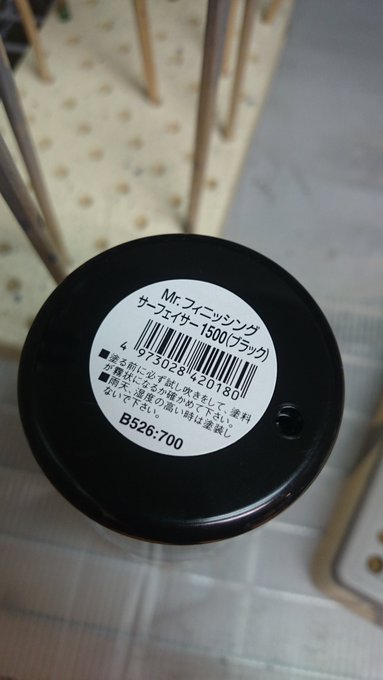 Mr.フィニッシング
サーフェイサー1500(ブラック)
4 973028 420180
■塗る前に必ず試し吹きをして、塗料
が霧状になるか確かめて下さい。
■雨天、湿度の高い時は塗装し
ないで下さい。
B526:700